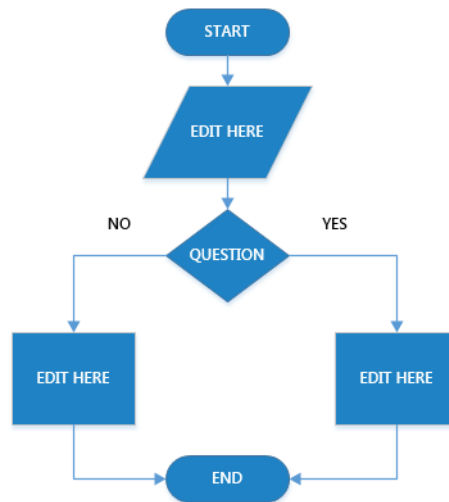 START
EDIT HERE
NO
YES
QUESTION
EDIT HERE
EDIT HERE
END